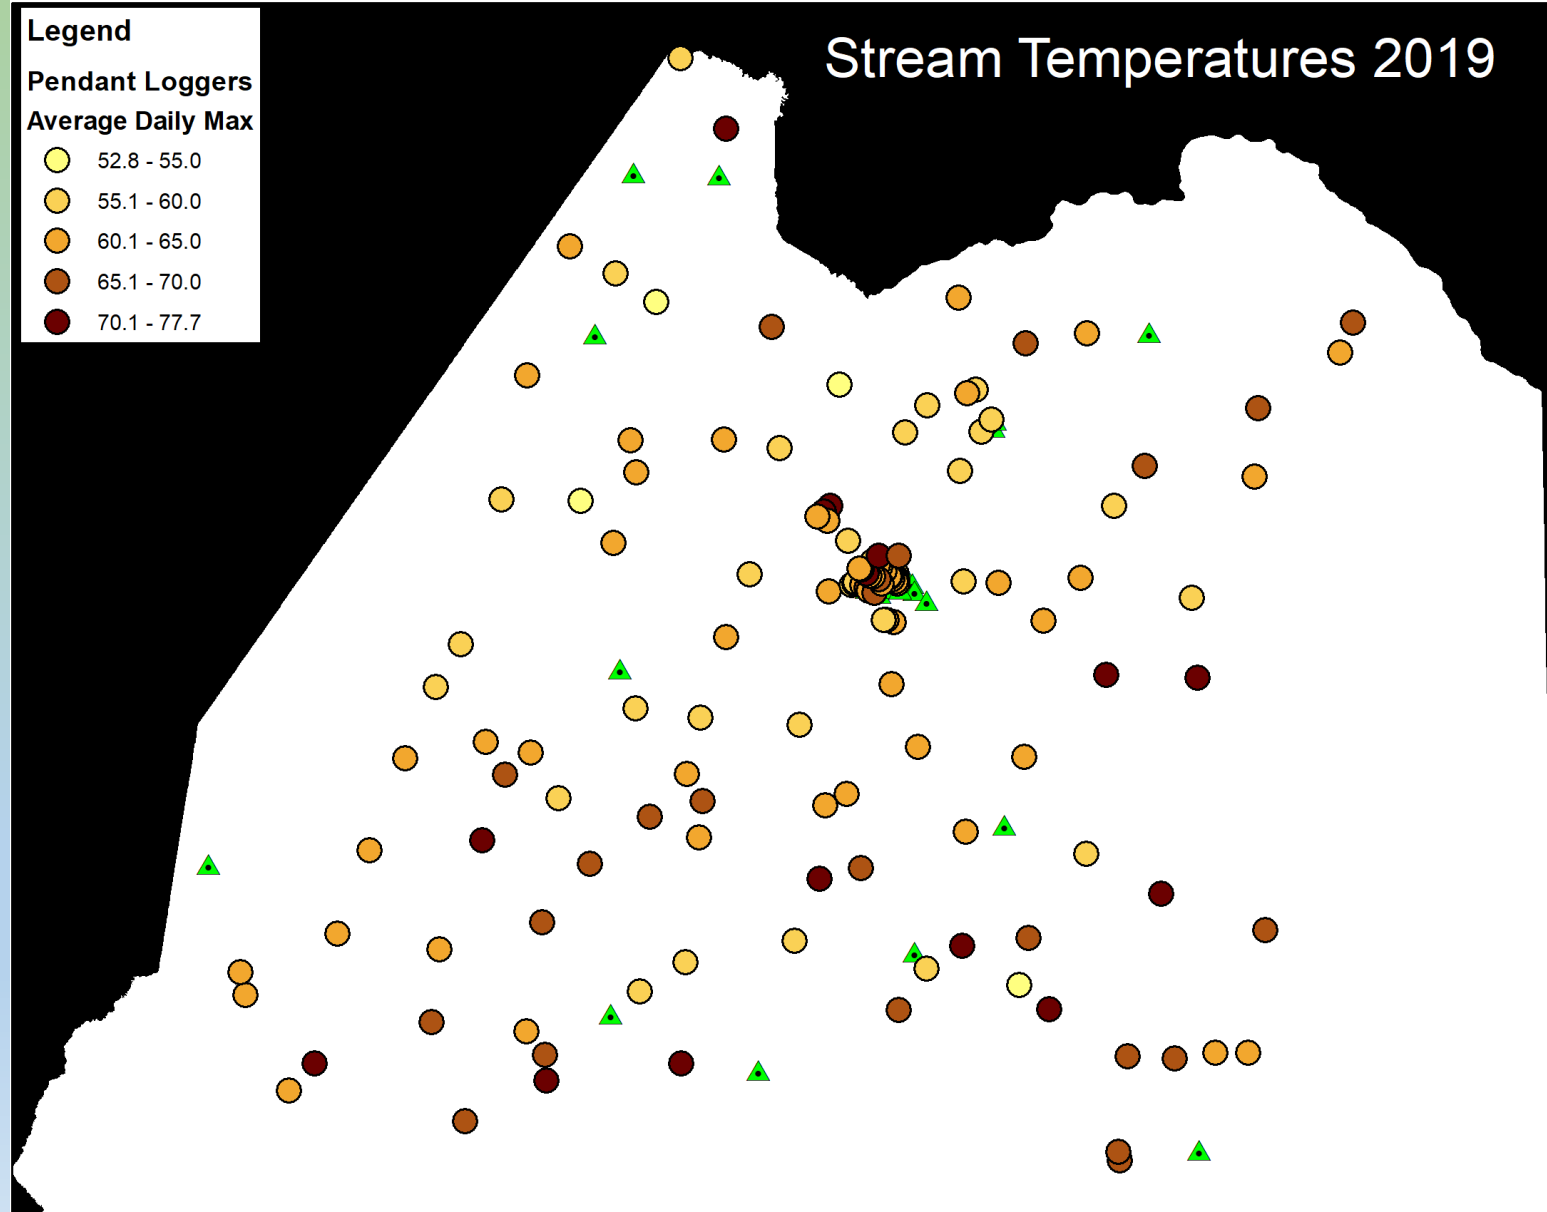 Legend
Pendant Loggers
Average Daily Max
52.8 - 55.0
55.1 - 60.0
60.1 - 65.0
65.1 - 70.0
70.1 - 77.7
Stream Temperatures 2019